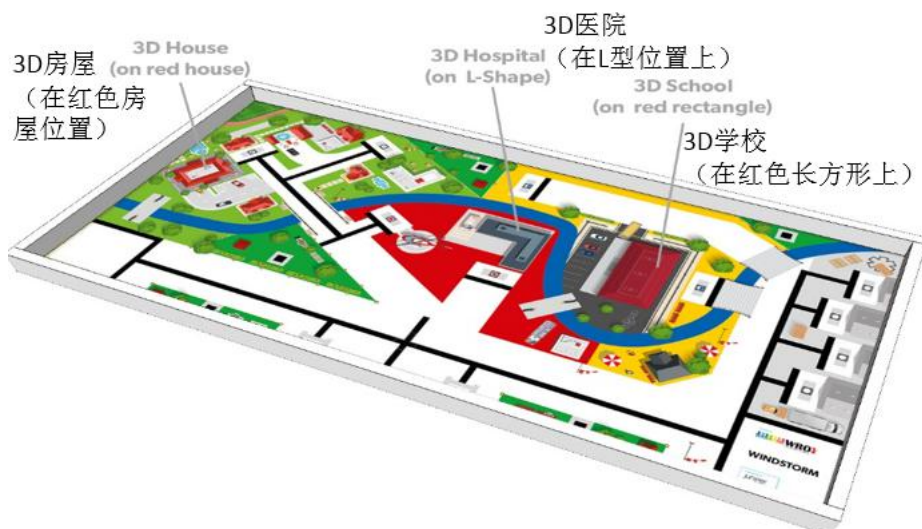 3D房屋
（在红色房
屋位置）
3D House
(on red house)
3D医院
（在L型位置上）
3D Hospital
(on L-Shape)
3D School
(on red rectangle)
3D学校
（在红色长方形上）
WRO
WINDSTORM